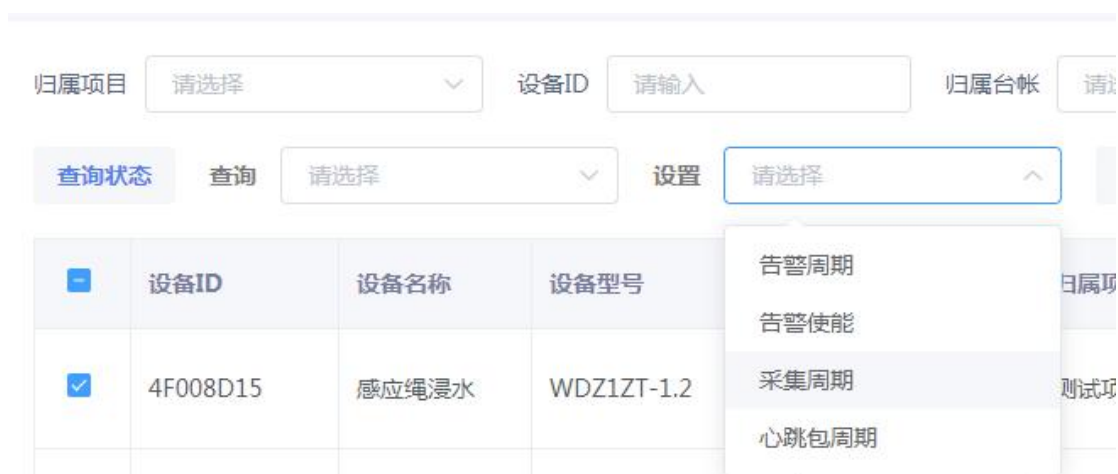 归属项目 请选择 设备ID 请输入 归属台帐
查询状态 查询 请选择 设置 请选择
设备ID 设备名称 设备型号
告警周期
告警使能
4F008D15 感应绳浸水 WDZ1ZT-1.2 采集周期
心跳包周期